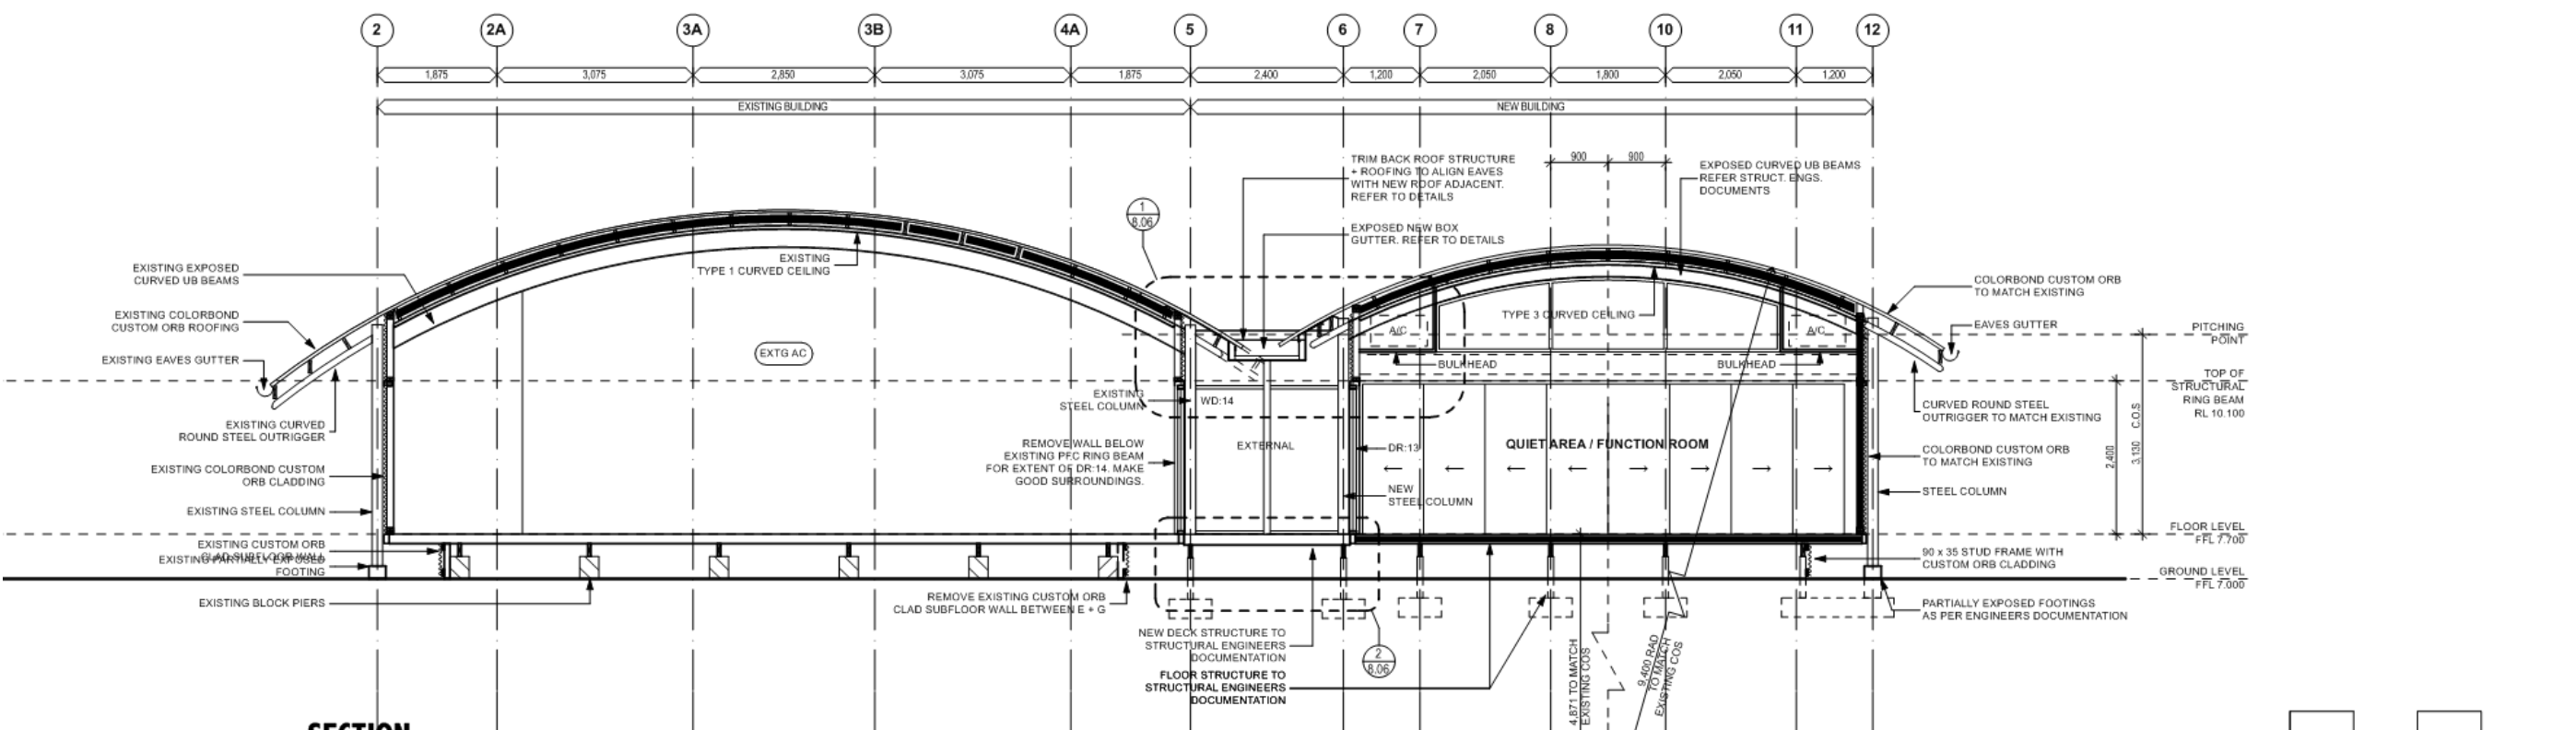 2
2A
3A
3B
4A
5
6
7
8
10
11
12
1,875
3,075
2,850
3,075
1,875
2,400
1,200
2,050
1,800
2,050
1,200
EXISTING BUILDING
NEW BUILDING
TRIM BACK ROOF STRUCTURE
+ ROOFING TO ALIGN EAVES
WITH NEW ROOF ADJACENT.
REFER TO DETAILS
900
900
EXPOSED CURVED UB BEAMS
REFER STRUCT. ENGS.
DOCUMENTS
1
8.06
EXPOSED NEW BOX
GUTTER. REFER TO DETAILS
EXISTING
TYPE 1 CURVED CEILING
EXISTING EXPOSED
CURVED UB BEAMS
EXISTING COLORBOND
CUSTOM ORB ROOFING
EXISTING EAVES GUTTER
EXTG AC
TYPE 3 CURVED CEILING
A/C
A/C
BULKHEAD
BULKHEAD
COLORBOND CUSTOM ORB
TO MATCH EXISTING
EAVES GUTTER
PITCHING
POINT
TOP OF
STRUCTURAL
RING BEAM
RL 10.100
EXISTING CURVED
ROUND STEEL OUTRIGGER
EXISTING
STEEL COLUMN
WD:14
CURVED ROUND STEEL
OUTRIGGER TO MATCH EXISTING
REMOVE WALL BELOW
EXISTING PFC RING BEAM
FOR EXTENT OF DR:14. MAKE
GOOD SURROUNDINGS.
EXTERNAL
DR:13
QUIET AREA / FUNCTION ROOM
COLORBOND CUSTOM ORB
TO MATCH EXISTING
2,400
3,130 C.O.S
EXISTING COLORBOND CUSTOM
ORB CLADDING
NEW
STEEL COLUMN
STEEL COLUMN
EXISTING STEEL COLUMN
FLOOR LEVEL
FFL 7.700
EXISTING CUSTOM ORB
CLAD SUBFLOOR WALL
EXISTING PARTIALLY EXPOSED
FOOTING
90 x 35 STUD FRAME WITH
CUSTOM ORB CLADDING
GROUND LEVEL
FFL 7.000
EXISTING BLOCK PIERS
REMOVE EXISTING CUSTOM ORB
CLAD SUBFLOOR WALL BETWEEN E + G
PARTIALLY EXPOSED FOOTINGS
AS PER ENGINEERS DOCUMENTATION
NEW DECK STRUCTURE TO
STRUCTURAL ENGINEERS
DOCUMENTATION
2
8.06
FLOOR STRUCTURE TO
STRUCTURAL ENGINEERS
DOCUMENTATION
4,871 TO MATCH
EXISTING COS
9,400 RAD
TO MATCH
EXISTING COS
SECTION